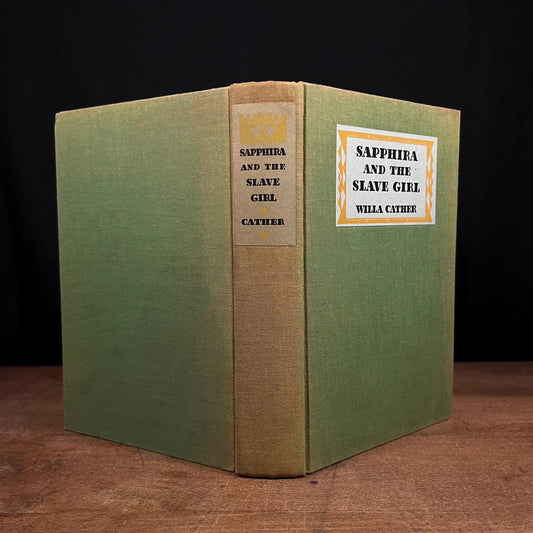 SAPPHIRA
AND THE
SLAVE
GIRL
CATHER
SAPPHIRA
AND THE
SLAVE GIRL
WILLA CATHER